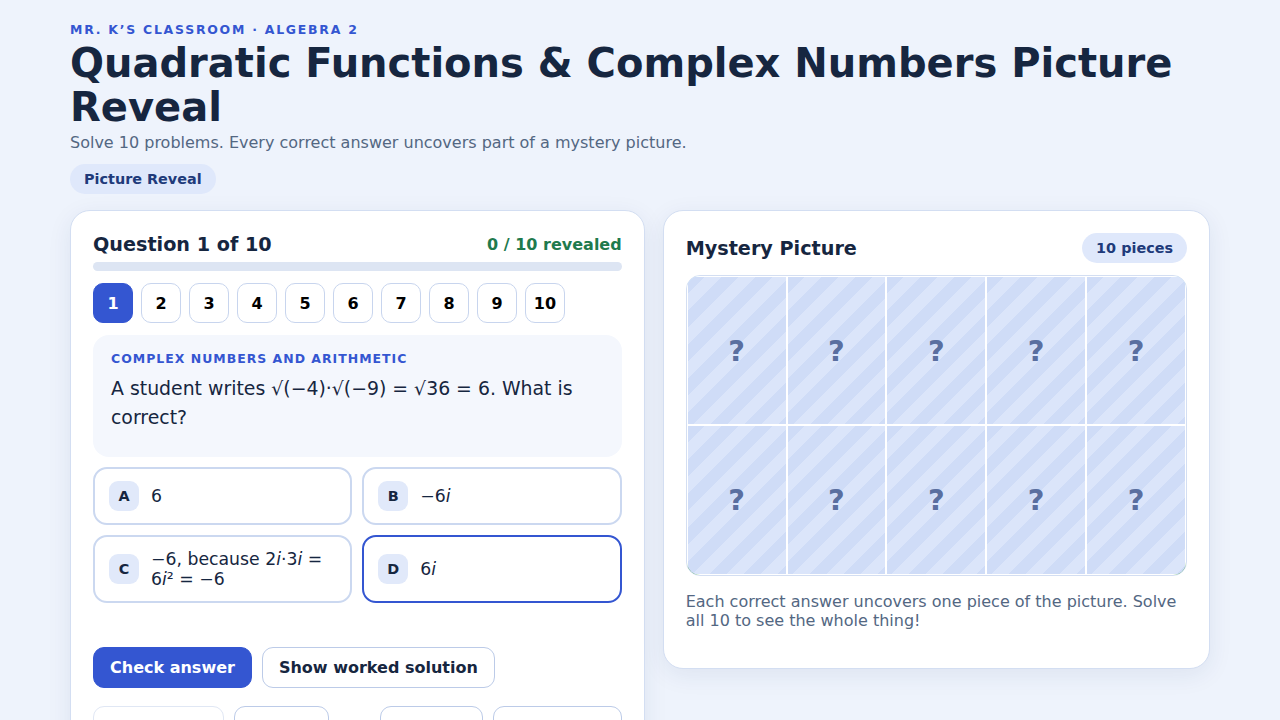 MR. K’S CLASSROOM · ALGEBRA 2
Quadratic Functions & Complex Numbers Picture
Reveal
Solve 10 problems. Every correct answer uncovers part of a mystery picture.
Picture Reveal
Question 1 of 10
0 / 10 revealed
1 2 3 4 5 6 7 8 9 10
COMPLEX NUMBERS AND ARITHMETIC
A student writes √(−4)·√(−9) = √36 = 6. What is
correct?
A 6
B −6i
C −6, because 2i·3i =
6i² = −6
D 6i
Check answer
Show worked solution
Mystery Picture
10 pieces
? ? ? ? ?
? ? ? ? ?
Each correct answer uncovers one piece of the picture. Solve
all 10 to see the whole thing!